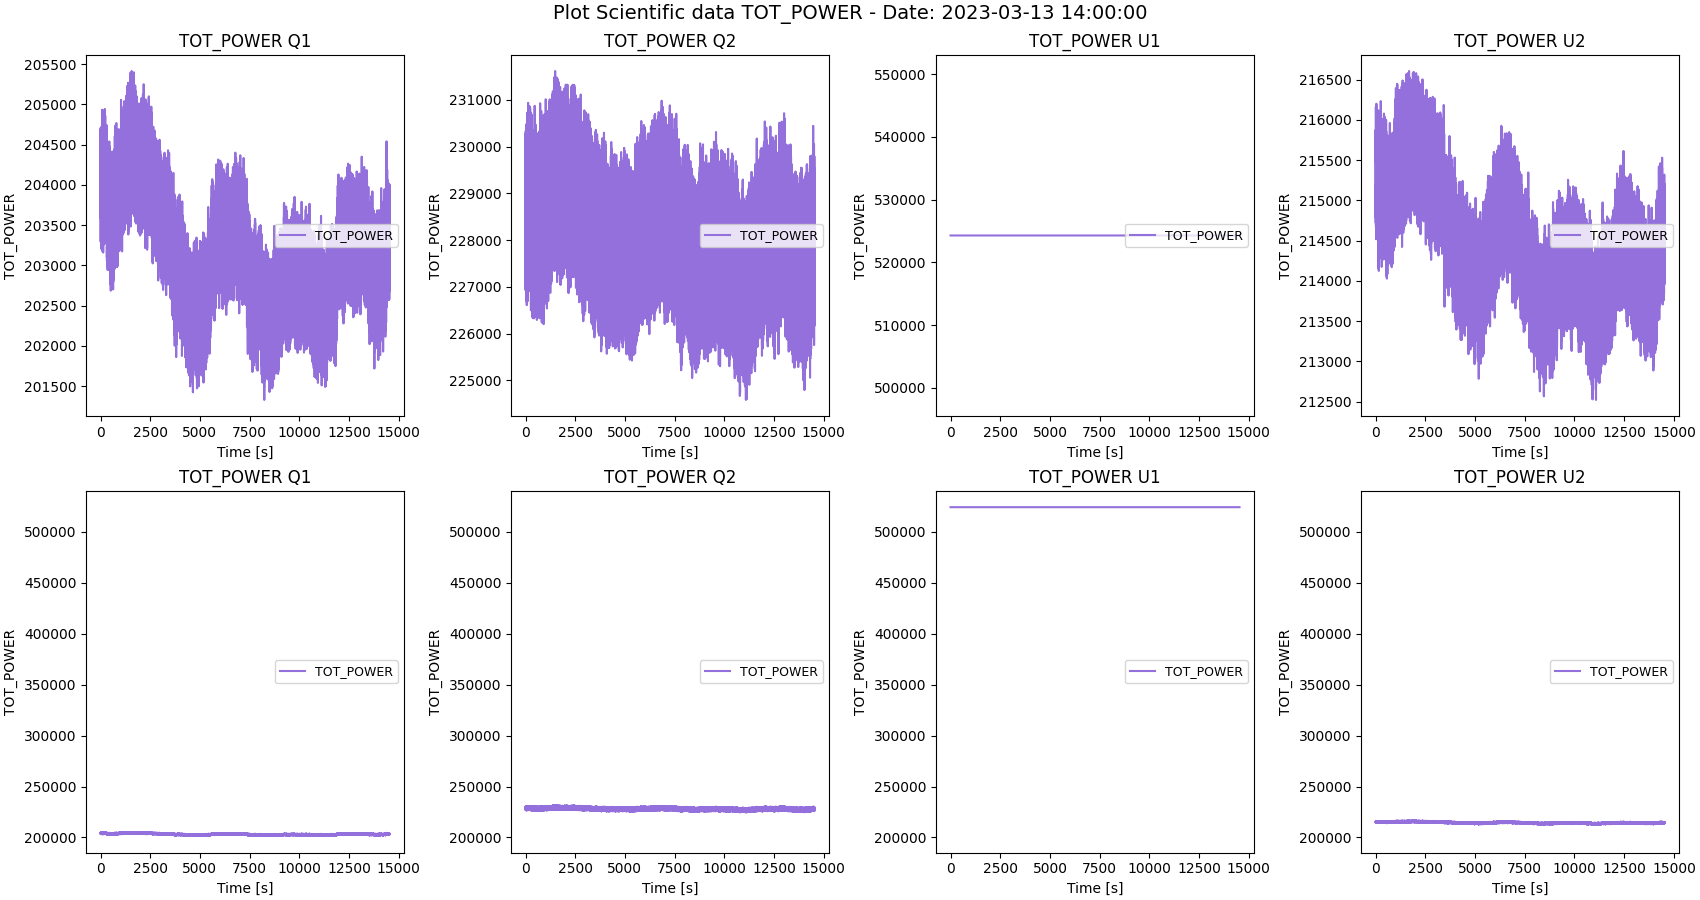 Plot Scientific data TOT_POWER - Date: 2023-03-13 14:00:00
TOT_POWER Q1
TOT_POWER
205500
205000
204500
204000
203500
203000
202500
202000
201500
TOT_POWER
0 2500 5000 7500 10000 12500 15000
Time [s]
TOT_POWER Q2
TOT_POWER
231000
230000
229000
228000
227000
226000
225000
TOT_POWER
0 2500 5000 7500 10000 12500 15000
Time [s]
TOT_POWER U1
TOT_POWER
550000
540000
530000
520000
510000
500000
TOT_POWER
0 2500 5000 7500 10000 12500 15000
Time [s]
TOT_POWER U2
TOT_POWER
216500
216000
215500
215000
214500
214000
213500
213000
212500
TOT_POWER
0 2500 5000 7500 10000 12500 15000
Time [s]
TOT_POWER Q1
TOT_POWER
500000
450000
400000
350000
300000
250000
200000
TOT_POWER
0 2500 5000 7500 10000 12500 15000
Time [s]
TOT_POWER Q2
TOT_POWER
500000
450000
400000
350000
300000
250000
200000
TOT_POWER
0 2500 5000 7500 10000 12500 15000
Time [s]
TOT_POWER U1
TOT_POWER
500000
450000
400000
350000
300000
250000
200000
TOT_POWER
0 2500 5000 7500 10000 12500 15000
Time [s]
TOT_POWER U2
TOT_POWER
500000
450000
400000
350000
300000
250000
200000
TOT_POWER
0 2500 5000 7500 10000 12500 15000
Time [s]